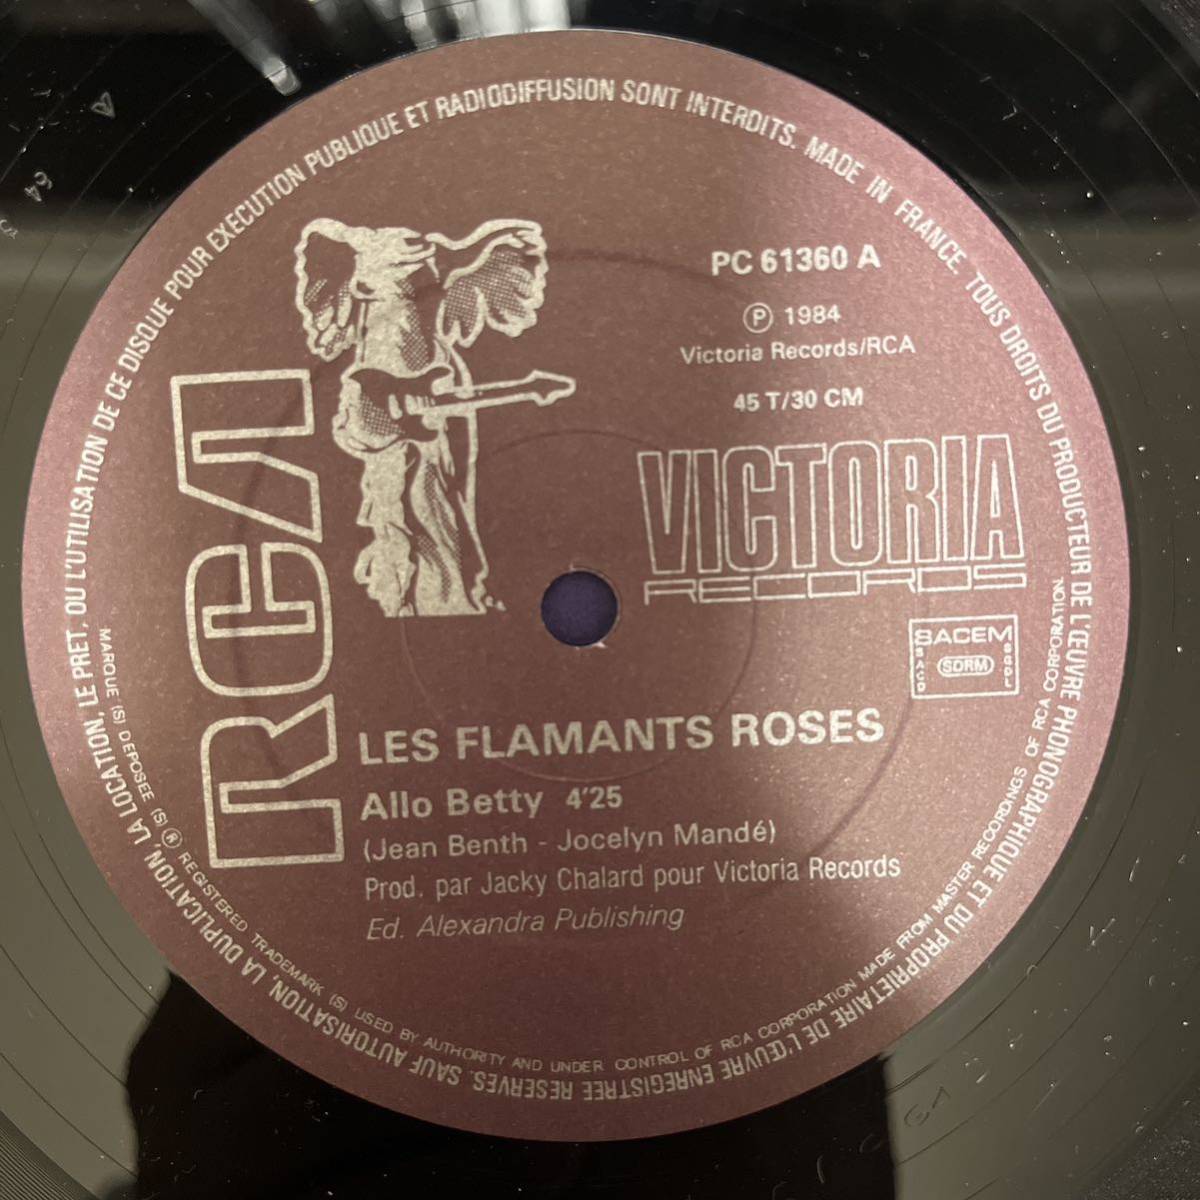 TOUS DROITS DU PRODUCTEUR DE L'ŒUVRE PHONOGRAPHIQUE ET DU PROPRIETAIRE DE L'ŒUVRE ENREGISTREE RESERVES. SAUF AUTORISATION, LA DUPLICATION, LA LOCATION, LE PRET, OU L'UTILISATION DE CE DISQUE POUR EXECUTION PUBLIQUE ET RADIODIFFUSION SONT INTERDITS. MADE IN FRANCE.
RCA
PC 61360 A
Ⓟ 1984
Victoria Records/RCA
45 T/30 CM
VICTORIA
RECORDS
SACEM
SACD SDRM SGDL
LES FLAMANTS ROSES
Allo Betty 4'25
(Jean Benth - Jocelyn Mandé)
Prod. par Jacky Chalard pour Victoria Records
Ed. Alexandra Publishing
MARQUE (S) DEPOSEE (S) ® REGISTERED TRADEMARK (S) USED BY AUTHORITY AND UNDER CONTROL OF RCA CORPORATION MADE FROM MASTER RECORDINGS OF RCA CORPORATION